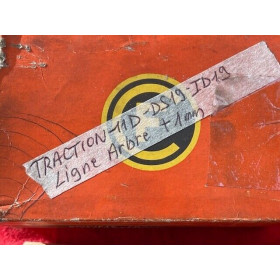 TRACTION-11D-DS19-ID19
Ligne Arbre +1mm